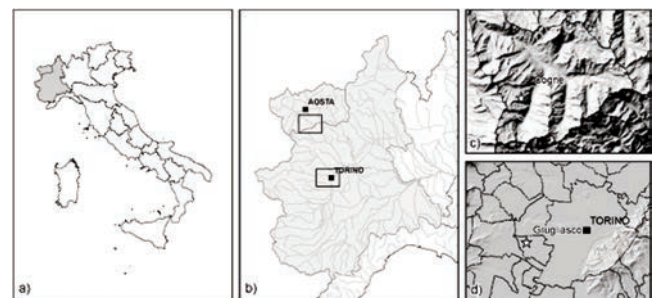 a)
b)
AOSTA
TORINO
Cogne
c)
TORINO
Grugliasco
d)